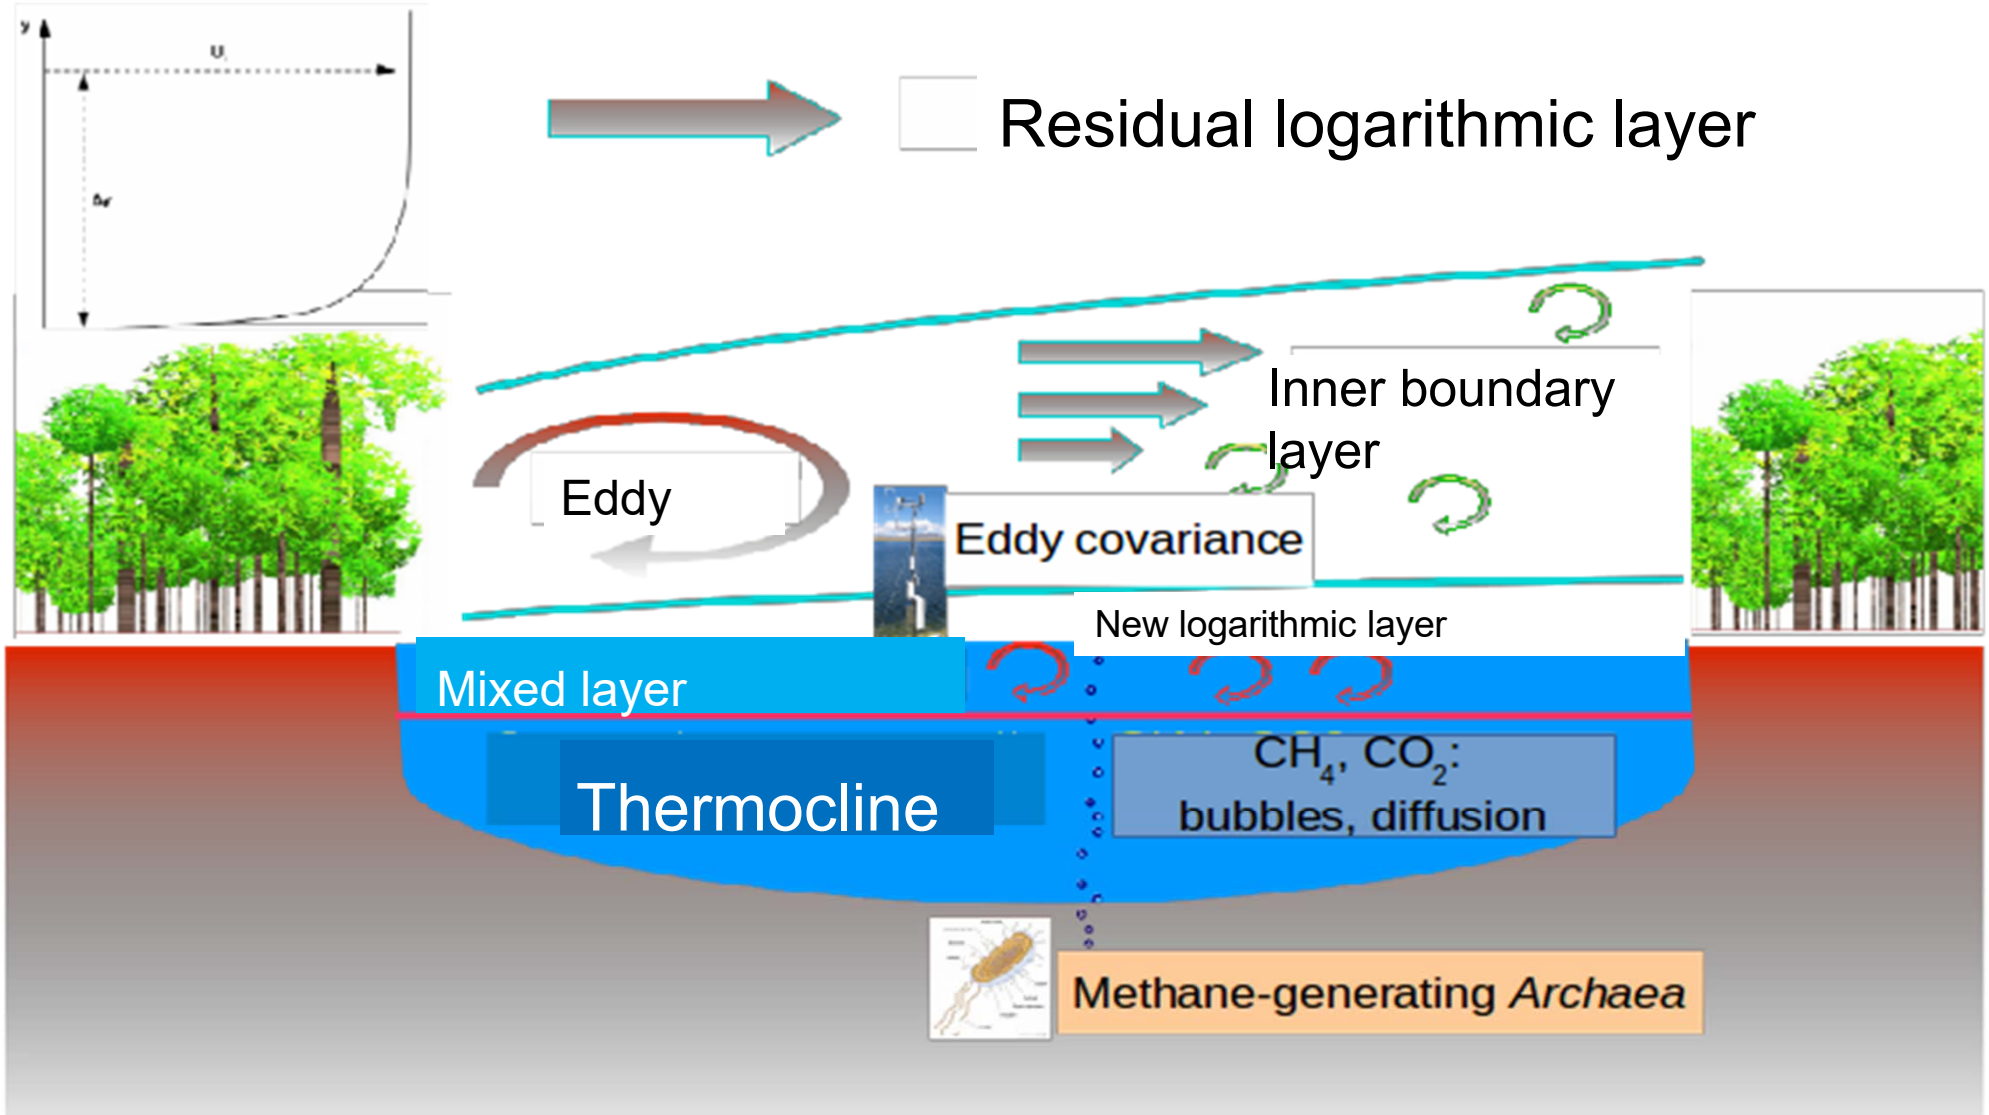 y
U
Residual logarithmic layer
Inner boundary
layer
Eddy
Eddy covariance
New logarithmic layer
Mixed layer
Thermocline
CH₄, CO₂:
bubbles, diffusion
Methane-generating Archaea